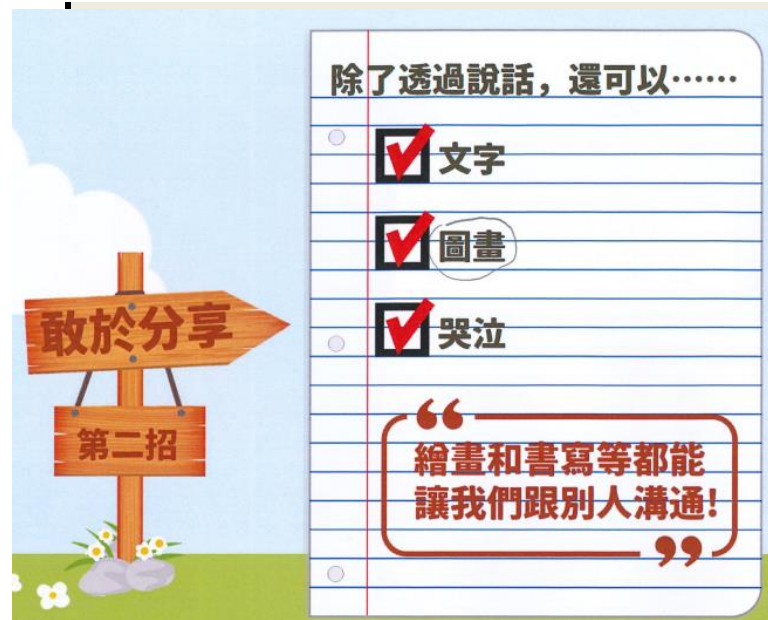 敢於分享
第二招
除了透過說話，還可以……
文字
圖畫
哭泣
繪畫和書寫等都能
讓我們跟別人溝通！